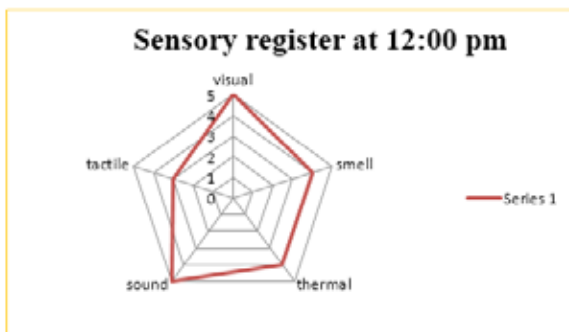 Sensory register at 12:00 pm
visual
5
4
3
2
1
0
tactile
smell
sound
thermal
Series 1